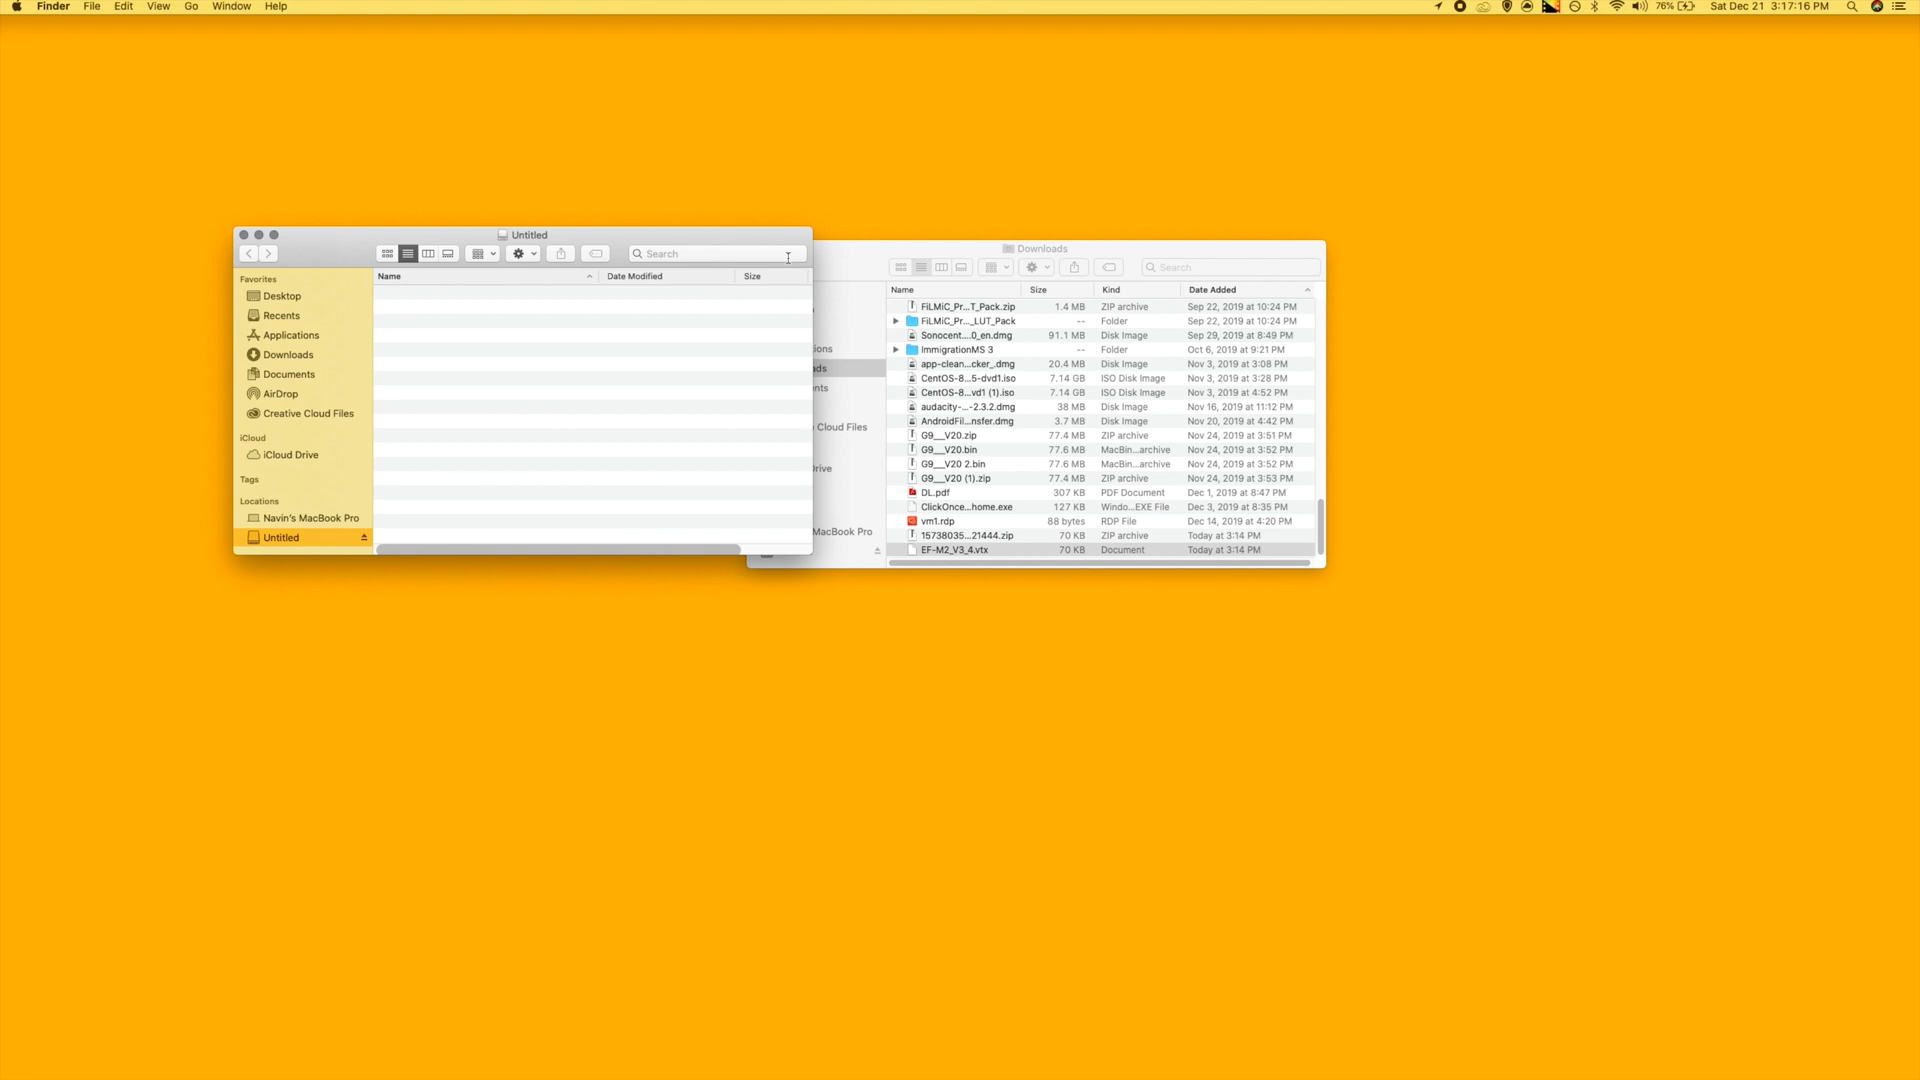 Finder File Edit View Go Window Help 76% Sat Dec 21 3:17:16 PM
Untitled
Search
Name Date Modified Size
Favorites
Desktop
Recents
Applications
Downloads
Documents
AirDrop
Creative Cloud Files
iCloud
iCloud Drive
Tags
Locations
Navin's MacBook Pro
Untitled
Downloads
Search
ions
ads
ents
Cloud Files
rive
MacBook Pro
Name Size Kind Date Added
FiLMiC_Pr...T_Pack.zip 1.4 MB ZIP archive Sep 22, 2019 at 10:24 PM
FiLMiC_Pr..._LUT_Pack -- Folder Sep 22, 2019 at 10:24 PM
Sonocent....0_en.dmg 91.1 MB Disk Image Sep 29, 2019 at 8:49 PM
ImmigrationMS 3 -- Folder Oct 6, 2019 at 9:21 PM
app-clean...cker_.dmg 20.4 MB Disk Image Nov 3, 2019 at 3:08 PM
CentOS-8...5-dvd1.iso 7.14 GB ISO Disk Image Nov 3, 2019 at 3:28 PM
CentOS-8...vd1 (1).iso 7.14 GB ISO Disk Image Nov 3, 2019 at 4:52 PM
audacity-...-2.3.2.dmg 38 MB Disk Image Nov 16, 2019 at 11:12 PM
AndroidFil...nsfer.dmg 3.7 MB Disk Image Nov 20, 2019 at 4:42 PM
G9__V20.zip 77.4 MB ZIP archive Nov 24, 2019 at 3:51 PM
G9__V20.bin 77.6 MB MacBin...archive Nov 24, 2019 at 3:52 PM
G9__V20 2.bin 77.6 MB MacBin...archive Nov 24, 2019 at 3:52 PM
G9__V20 (1).zip 77.4 MB ZIP archive Nov 24, 2019 at 3:53 PM
DL.pdf 307 KB PDF Document Dec 1, 2019 at 8:47 PM
ClickOnce...home.exe 127 KB Windo...EXE File Dec 3, 2019 at 8:35 PM
vm1.rdp 88 bytes RDP File Dec 14, 2019 at 4:20 PM
15738035...21444.zip 70 KB ZIP archive Today at 3:14 PM
EF-M2_V3_4.vtx 70 KB Document Today at 3:14 PM